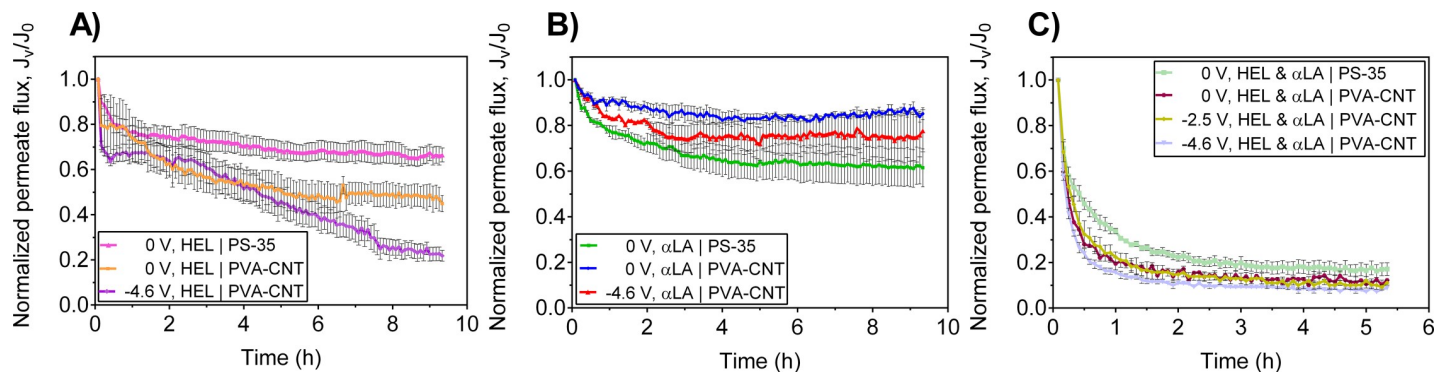 A)
Normalized permeate flux, Jᵥ/J₀
1.0
0.8
0.6
0.4
0.2
0.0
0 V, HEL | PS-35
0 V, HEL | PVA-CNT
-4.6 V, HEL | PVA-CNT
0 2 4 6 8 10
Time (h)
B)
Normalized permeate flux, Jᵥ/J₀
1.0
0.8
0.6
0.4
0.2
0.0
0 V, αLA | PS-35
0 V, αLA | PVA-CNT
-4.6 V, αLA | PVA-CNT
0 2 4 6 8 10
Time (h)
C)
Normalized permeate flux, Jᵥ/J₀
1.0
0.8
0.6
0.4
0.2
0.0
0 V, HEL & αLA | PS-35
0 V, HEL & αLA | PVA-CNT
-2.5 V, HEL & αLA | PVA-CNT
-4.6 V, HEL & αLA | PVA-CNT
0 1 2 3 4 5 6
Time (h)